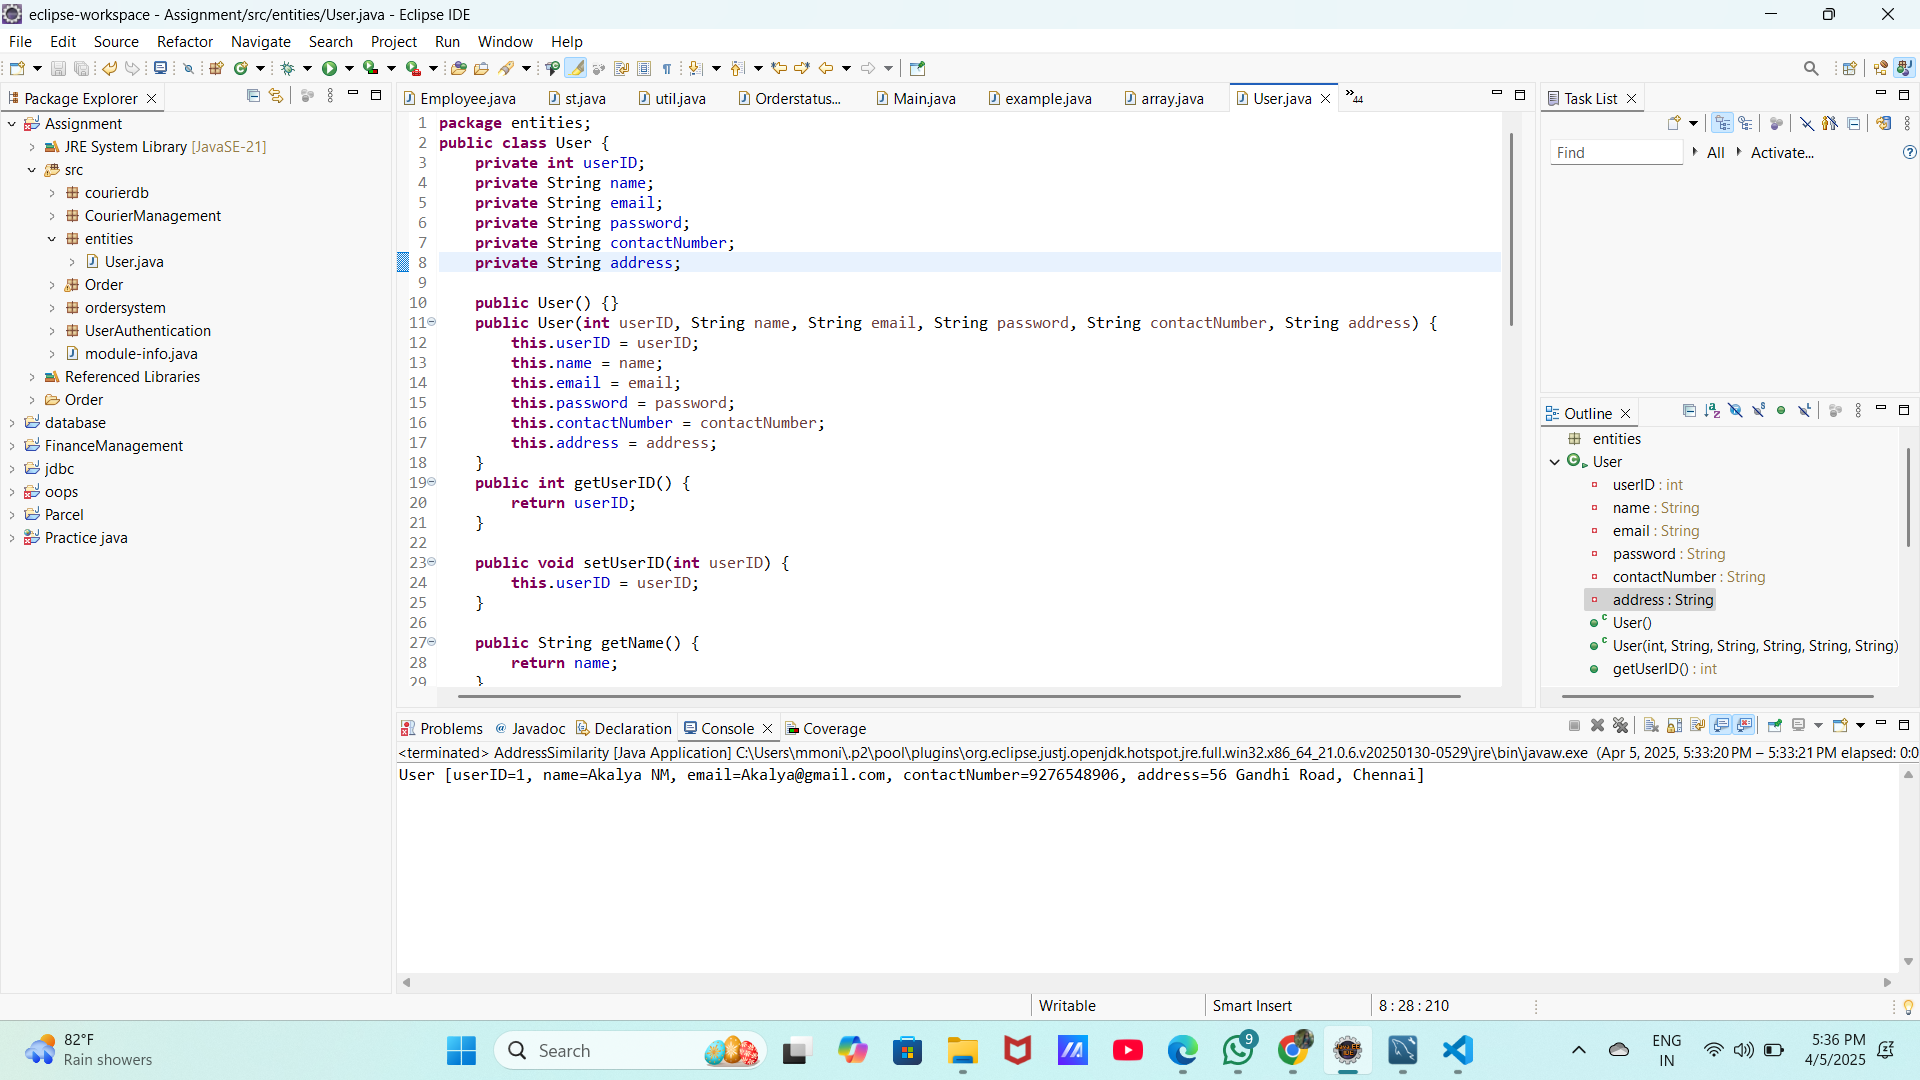 eclipse-workspace - Assignment/src/entities/User.java - Eclipse IDE
File Edit Source Refactor Navigate Search Project Run Window Help
Package Explorer
Assignment
JRE System Library [JavaSE-21]
src
courierdb
CourierManagement
entities
User.java
Order
ordersystem
UserAuthentication
module-info.java
Referenced Libraries
Order
database
FinanceManagement
jdbc
oops
Parcel
Practice java
Employee.java st.java util.java Orderstatus... Main.java example.java array.java User.java »44
1 package entities;
2 public class User {
3 private int userID;
4 private String name;
5 private String email;
6 private String password;
7 private String contactNumber;
8 private String address;
9
10 public User() {}
11 public User(int userID, String name, String email, String password, String contactNumber, String address) {
12 this.userID = userID;
13 this.name = name;
14 this.email = email;
15 this.password = password;
16 this.contactNumber = contactNumber;
17 this.address = address;
18 }
19 public int getUserID() {
20 return userID;
21 }
22
23 public void setUserID(int userID) {
24 this.userID = userID;
25 }
26
27 public String getName() {
28 return name;
29 }
Task List
Find All Activate...
Outline
entities
User
userID : int
name : String
email : String
password : String
contactNumber : String
address : String
User()
User(int, String, String, String, String, String)
getUserID() : int
Problems Javadoc Declaration Console Coverage
<terminated> AddressSimilarity [Java Application] C:\Users\mmoni\.p2\pool\plugins\org.eclipse.justj.openjdk.hotspot.jre.full.win32.x86_64_21.0.6.v20250130-0529\jre\bin\javaw.exe (Apr 5, 2025, 5:33:20 PM – 5:33:21 PM elapsed: 0:0
User [userID=1, name=Akalya NM, email=Akalya@gmail.com, contactNumber=9276548906, address=56 Gandhi Road, Chennai]
Writable Smart Insert 8 : 28 : 210
82°F
Rain showers
Search
9
ENG
IN
5:36 PM
4/5/2025